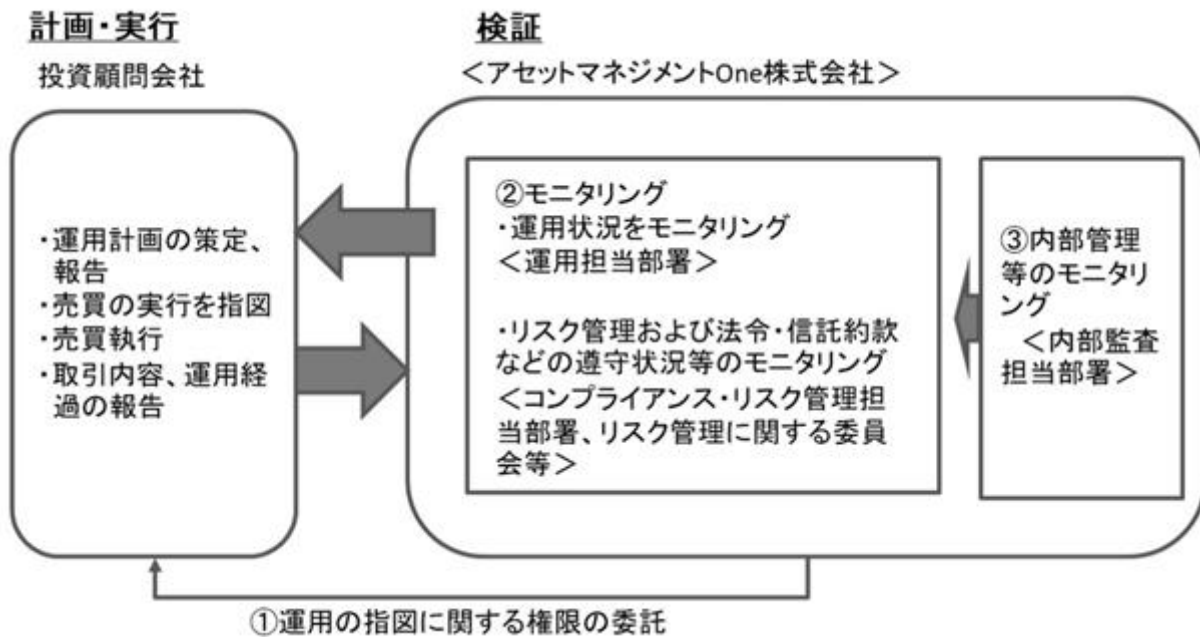 計画・実行
投資顧問会社
・運用計画の策定、
報告
・売買の実行を指図
・売買執行
・取引内容、運用経
過の報告
検証
＜アセットマネジメントOne株式会社＞
②モニタリング
・運用状況をモニタリング
＜運用担当部署＞
・リスク管理および法令・信託約款
などの遵守状況等のモニタリング
＜コンプライアンス・リスク管理担
当部署、リスク管理に関する委員
会等＞
③内部管理
等のモニタリ
ング
＜内部監査
担当部署＞
①運用の指図に関する権限の委託